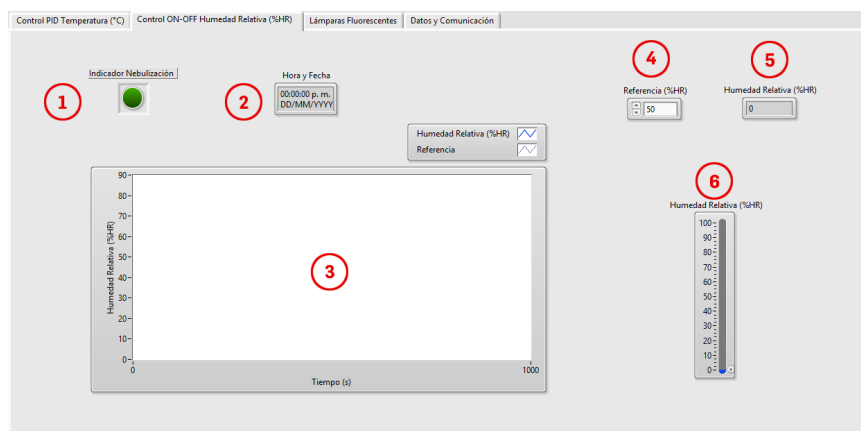 Control PID Temperatura (°C) Control ON-OFF Humedad Relativa (%HR) Lámparas Fluorescentes Datos y Comunicación
4
5
Indicador Nebulización
Hora y Fecha
Referencia (%HR)
Humedad Relativa (%HR)
1
2
00:00:00 p. m.
DD/MM/YYYY
50
0
Humedad Relativa (%HR)
Referencia
6
Humedad Relativa (%HR)
90
80
70
60
50
40
30
20
10
0
Humedad Relativa (%HR)
3
0
1000
Tiempo (s)
100
90
80
70
60
50
40
30
20
10
0